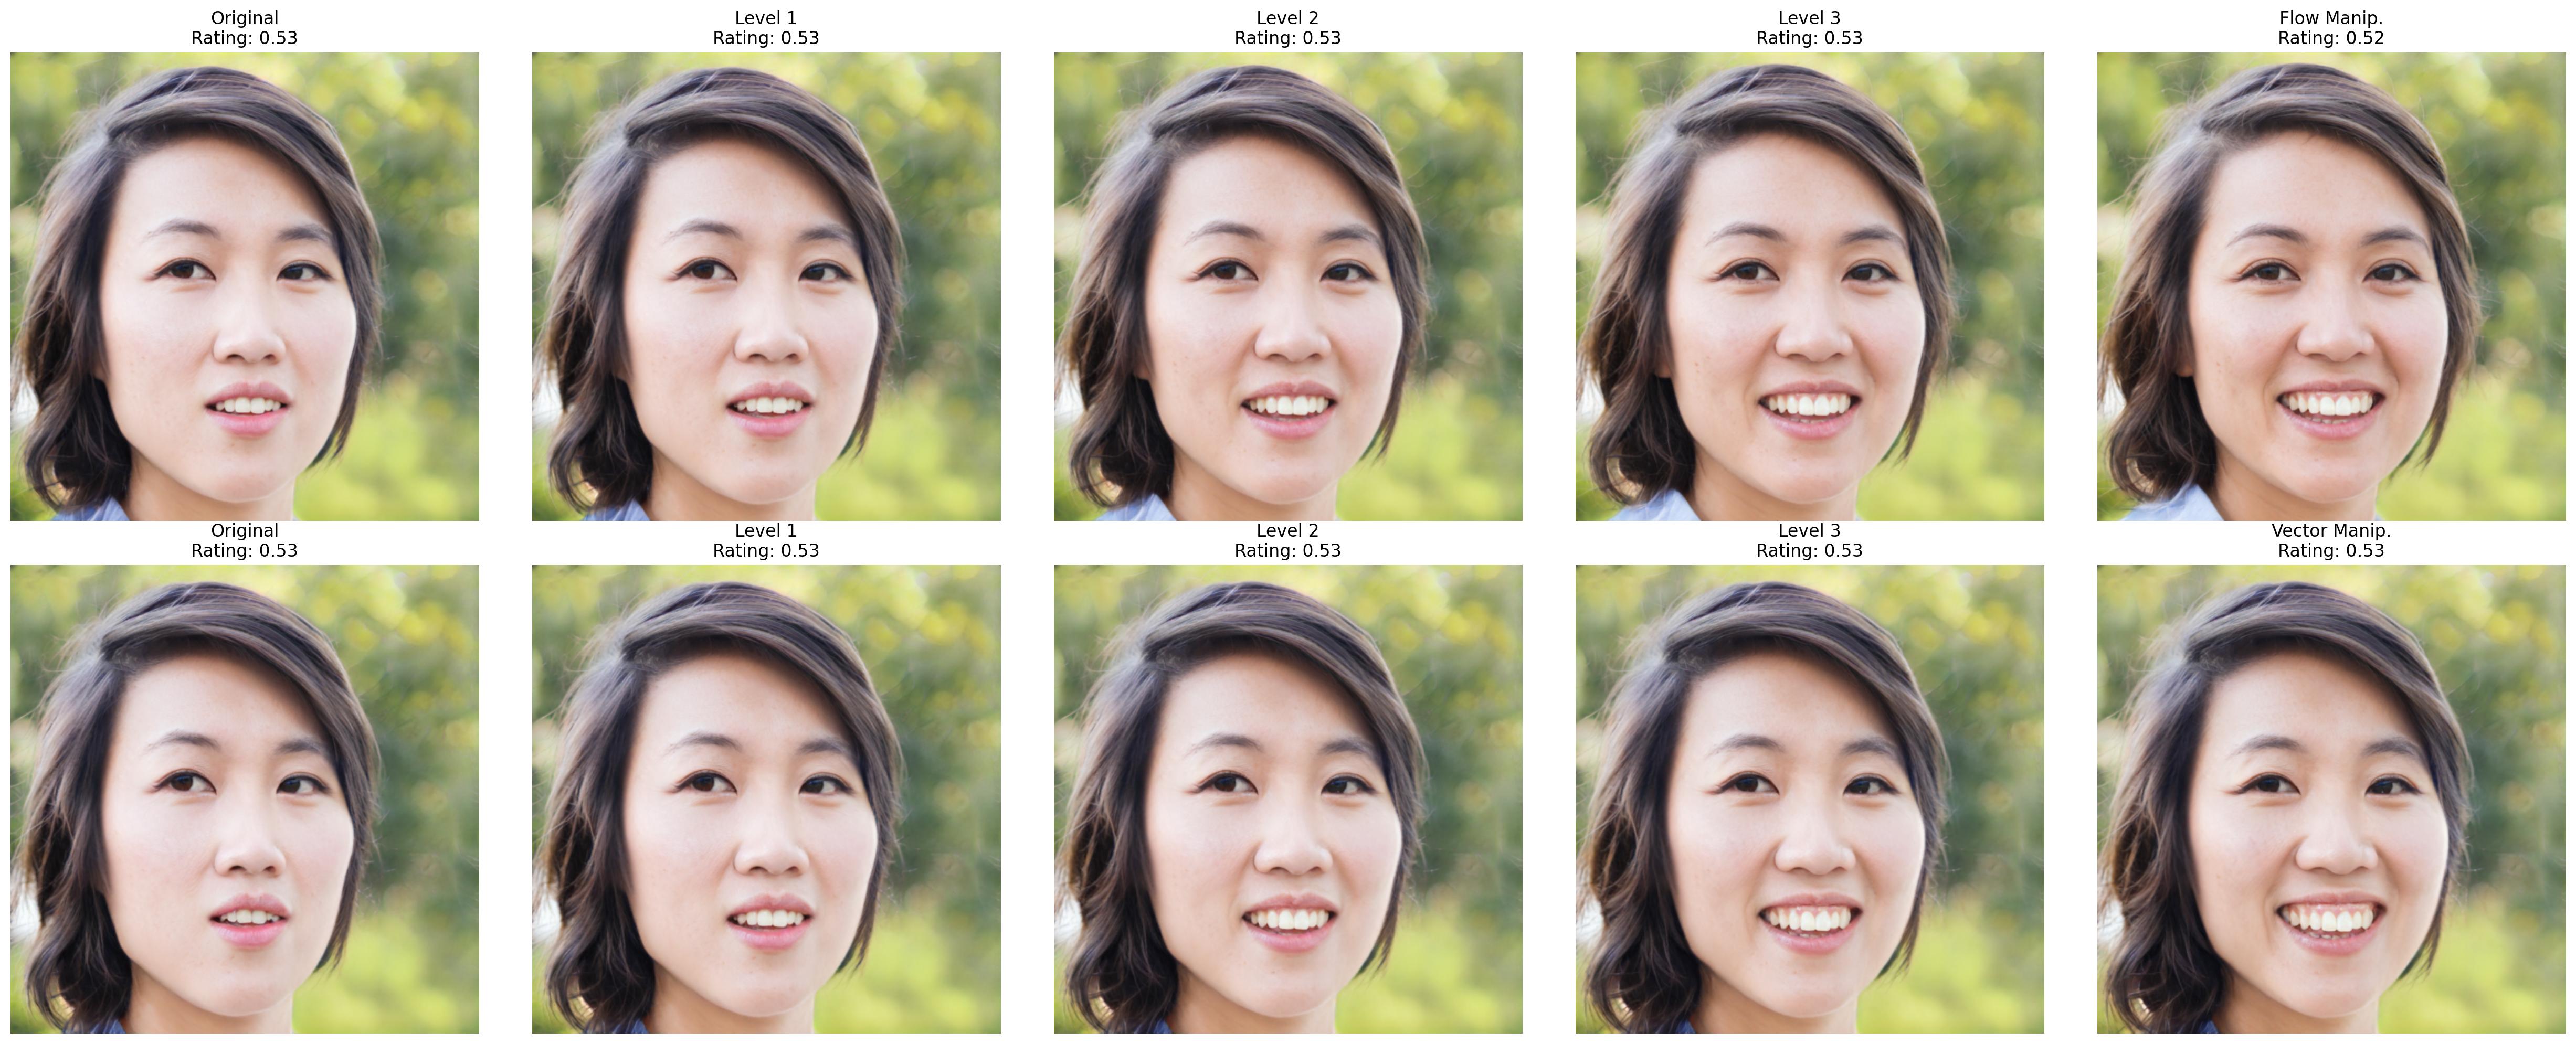 Original
Rating: 0.53
Level 1
Rating: 0.53
Level 2
Rating: 0.53
Level 3
Rating: 0.53
Flow Manip.
Rating: 0.52
Original
Rating: 0.53
Level 1
Rating: 0.53
Level 2
Rating: 0.53
Level 3
Rating: 0.53
Vector Manip.
Rating: 0.53